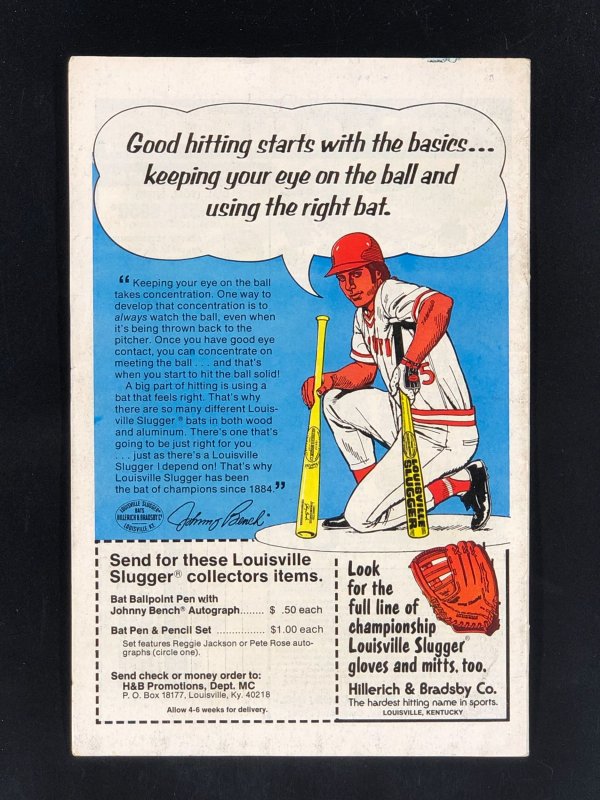 Good hitting starts with the basics...
keeping your eye on the ball and
using the right bat.
“Keeping your eye on the ball
takes concentration. One way to
develop that concentration is to
always watch the ball, even when
it's being thrown back to the
pitcher. Once you have good eye
contact, you can concentrate on
meeting the ball . . . and that's
when you start to hit the ball solid!
A big part of hitting is using a
bat that feels right. That's why
there are so many different Louis-
ville Slugger® bats in both wood
and aluminum. There's one that's
going to be just right for you
. . . just as there's a Louisville
Slugger I depend on! That's why
Louisville Slugger has been
the bat of champions since 1884.”
LOUISVILLE SLUGGER
BATS
HILLERICH & BRADSBY Co
LOUISVILLE, KY.
Johnny Bench
5
LOUISVILLE
SLUGGER
Send for these Louisville
Slugger® collectors items.
Bat Ballpoint Pen with
Johnny Bench® Autograph....... $ .50 each
Bat Pen & Pencil Set ................ $1.00 each
Set features Reggie Jackson or Pete Rose auto-
graphs (circle one).
Send check or money order to:
H&B Promotions, Dept. MC
P. O. Box 18177, Louisville, Ky. 40218
Allow 4-6 weeks for delivery.
Look
for the
full line of
championship
Louisville Slugger®
gloves and mitts, too.
Hillerich & Bradsby Co.
The hardest hitting name in sports.
LOUISVILLE, KENTUCKY